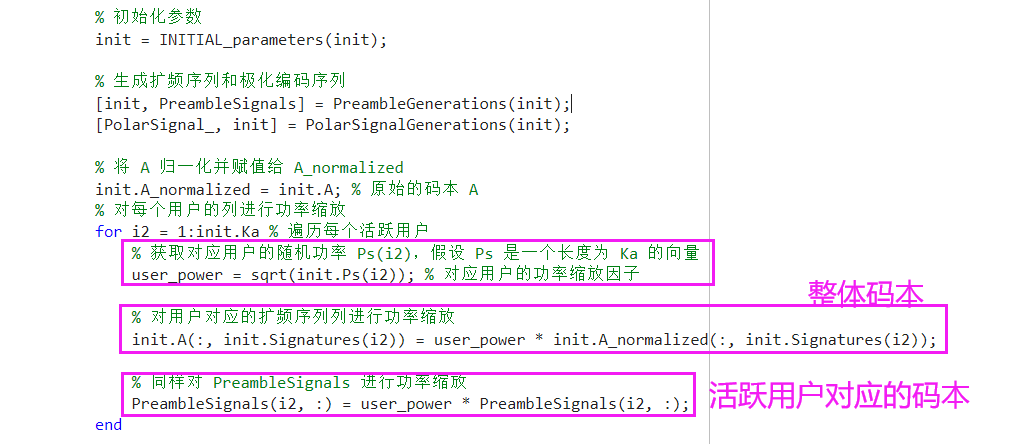 % 初始化参数
init = INITIAL_parameters(init);
% 生成扩频序列和极化编码序列
[init, PreambleSignals] = PreambleGenerations(init);
[PolarSignal_, init] = PolarSignalGenerations(init);
% 将 A 归一化并赋值给 A_normalized
init.A_normalized = init.A; % 原始的码本 A
% 对每个用户的列进行功率缩放
for i2 = 1:init.Ka % 遍历每个活跃用户
% 获取对应用户的随机功率 Ps(i2)，假设 Ps 是一个长度为 Ka 的向量
user_power = sqrt(init.Ps(i2)); % 对应用户的功率缩放因子
整体码本
% 对用户对应的扩频序列列进行功率缩放
init.A(:, init.Signatures(i2)) = user_power * init.A_normalized(:, init.Signatures(i2));
% 同样对 PreambleSignals 进行功率缩放
PreambleSignals(i2, :) = user_power * PreambleSignals(i2, :);
活跃用户对应的码本
end